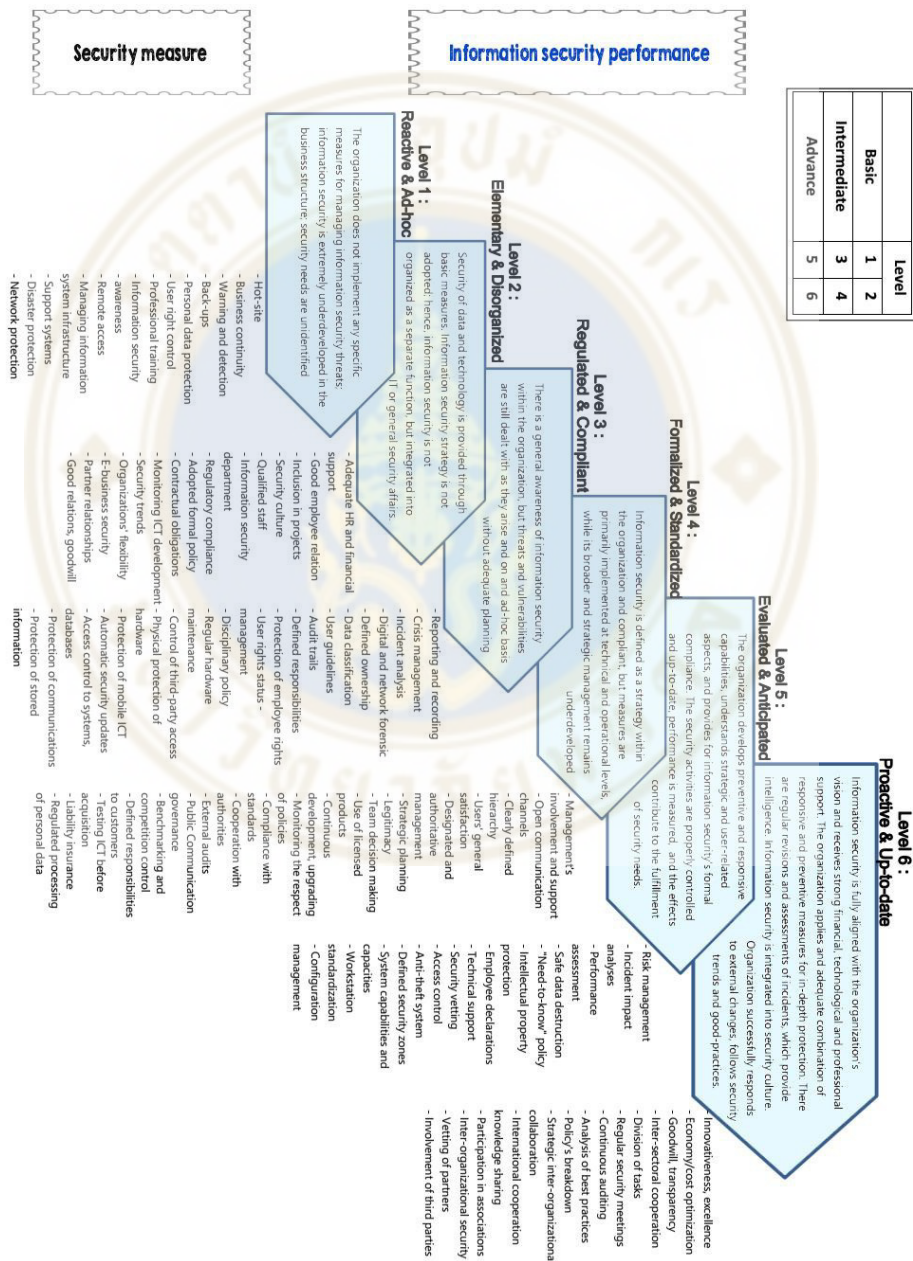 Level
Basic 1 2
Intermediate 3 4
Advance 5 6
Information security performance
Level 6 :
Proactive & Up-to-date
Information security is fully aligned with the organization's
vision and receives strong financial, technological and professional
support. The organization applies and adequate combination of
responsive and preventive measures for in-depth protection. There
are regular revisions and assessments of incidents, which provide
intelligence. Information security is integrated into security culture.
Organization successfully responds
to external changes, follows security
trends and good-practices.
Level 5 :
Evaluated & Anticipated
The organization develops preventive and responsive
capabilities, understands strategic and user-related
aspects, and provides for information security's formal
compliance. The security activities are properly controlled
and up-to-date, performance is measured, and the effects
contribute to the fulfillment
of security needs.
Level 4 :
Formalized & Standardized
Information security is defined as a strategy within
the organization and compliant, but measures are
primarily implemented at technical and operational levels,
while its broader and strategic management remains
underdeveloped
Level 3 :
Regulated & Compliant
There is a general awareness of information security
within the organization, but threats and vulnerabilities
are still dealt with as they arise and on and ad-hoc basis
without adequate planning
Level 2 :
Elementary & Disorganized
Security of data and technology is provided through
basic measures. Information security strategy is not
adopted; hence, information security is not
organized as a separate function, but integrated into
IT or general security affairs.
Level 1 :
Reactive & Ad-hoc
The organization does not implement any specific
measures for managing information security threats;
information security is extremely underdeveloped in the
business structure; security needs are unidentified
Security measure
- Hot-site
- Business continuity
- Warning and detection
- Back-ups
- Personal data protection
- User right control
- Professional training
- Information security
awareness
- Remote access
- Managing information
system infrastructure
- Support systems
- Disaster protection
- Network protection
- Adequate HR and financial
support
- Good employee relation
- Inclusion in projects
- Security culture
- Qualified staff
- Information security
department
- Regulatory compliance
- Adopted formal policy
- Contractual obligations
- Monitoring ICT development
- Security trends
- Organizations' flexibility
- E-business security
- Partner relationships
- Good relations, goodwill
- Reporting and recording
- Crisis management
- Incident analysis
- Digital and network forensic
- Defined ownership
- Data classification
- User guidelines
- Audit trails
- Defined responsibilities
- Protection of employee rights
- User rights status -
management
- Disciplinary policy
- Regular hardware
maintenance
- Control of third-party access
- Physical protection of
hardware
- Protection of mobile ICT
- Automatic security updates
- Access control to systems,
databases
- Protection of communications
- Protection of stored
information
- Management's
involvement and support
- Open communication
channels
- Clearly defined
hierarchy
- Users' general
satisfaction
- Designated and
authoritative
management
- Strategic planning
- Legitimacy
- Team decision making
- Use of licensed
products
- Continuous
development, upgrading
- Monitoring the respect
of policies
- Compliance with
standards
- Cooperation with
authorities
- External audits
- Public Communication
governance
- Benchmarking and
competition control
- Defined responsibilities
to customers
- Testing ICT before
acquisition
- Liability insurance
- Regulated processing
of personal data
- Risk management
- Incident impact
analyses
- Performance
assessment
- Safe data destruction
- "Need-to-know" policy
- Intellectual property
protection
- Employee declarations
- Technical support
- Security vetting
- Access control
- Anti-theft system
- Defined security zones
- System capabilities and
capacities
- Workstation
standardization
- Configuration
management
- Innovativeness, excellence
- Economy/cost optimization
- Goodwill, transparency
- Inter-sectoral cooperation
- Division of tasks
- Regular security meetings
- Continuous auditing
- Analysis of best practices
- Policy's breakdown
- Strategic inter-organizationa
collaboration
- International cooperation
knowledge sharing
- Participation in associations
- Inter-organizational security
- Vetting of partners
- Involvement of third parties